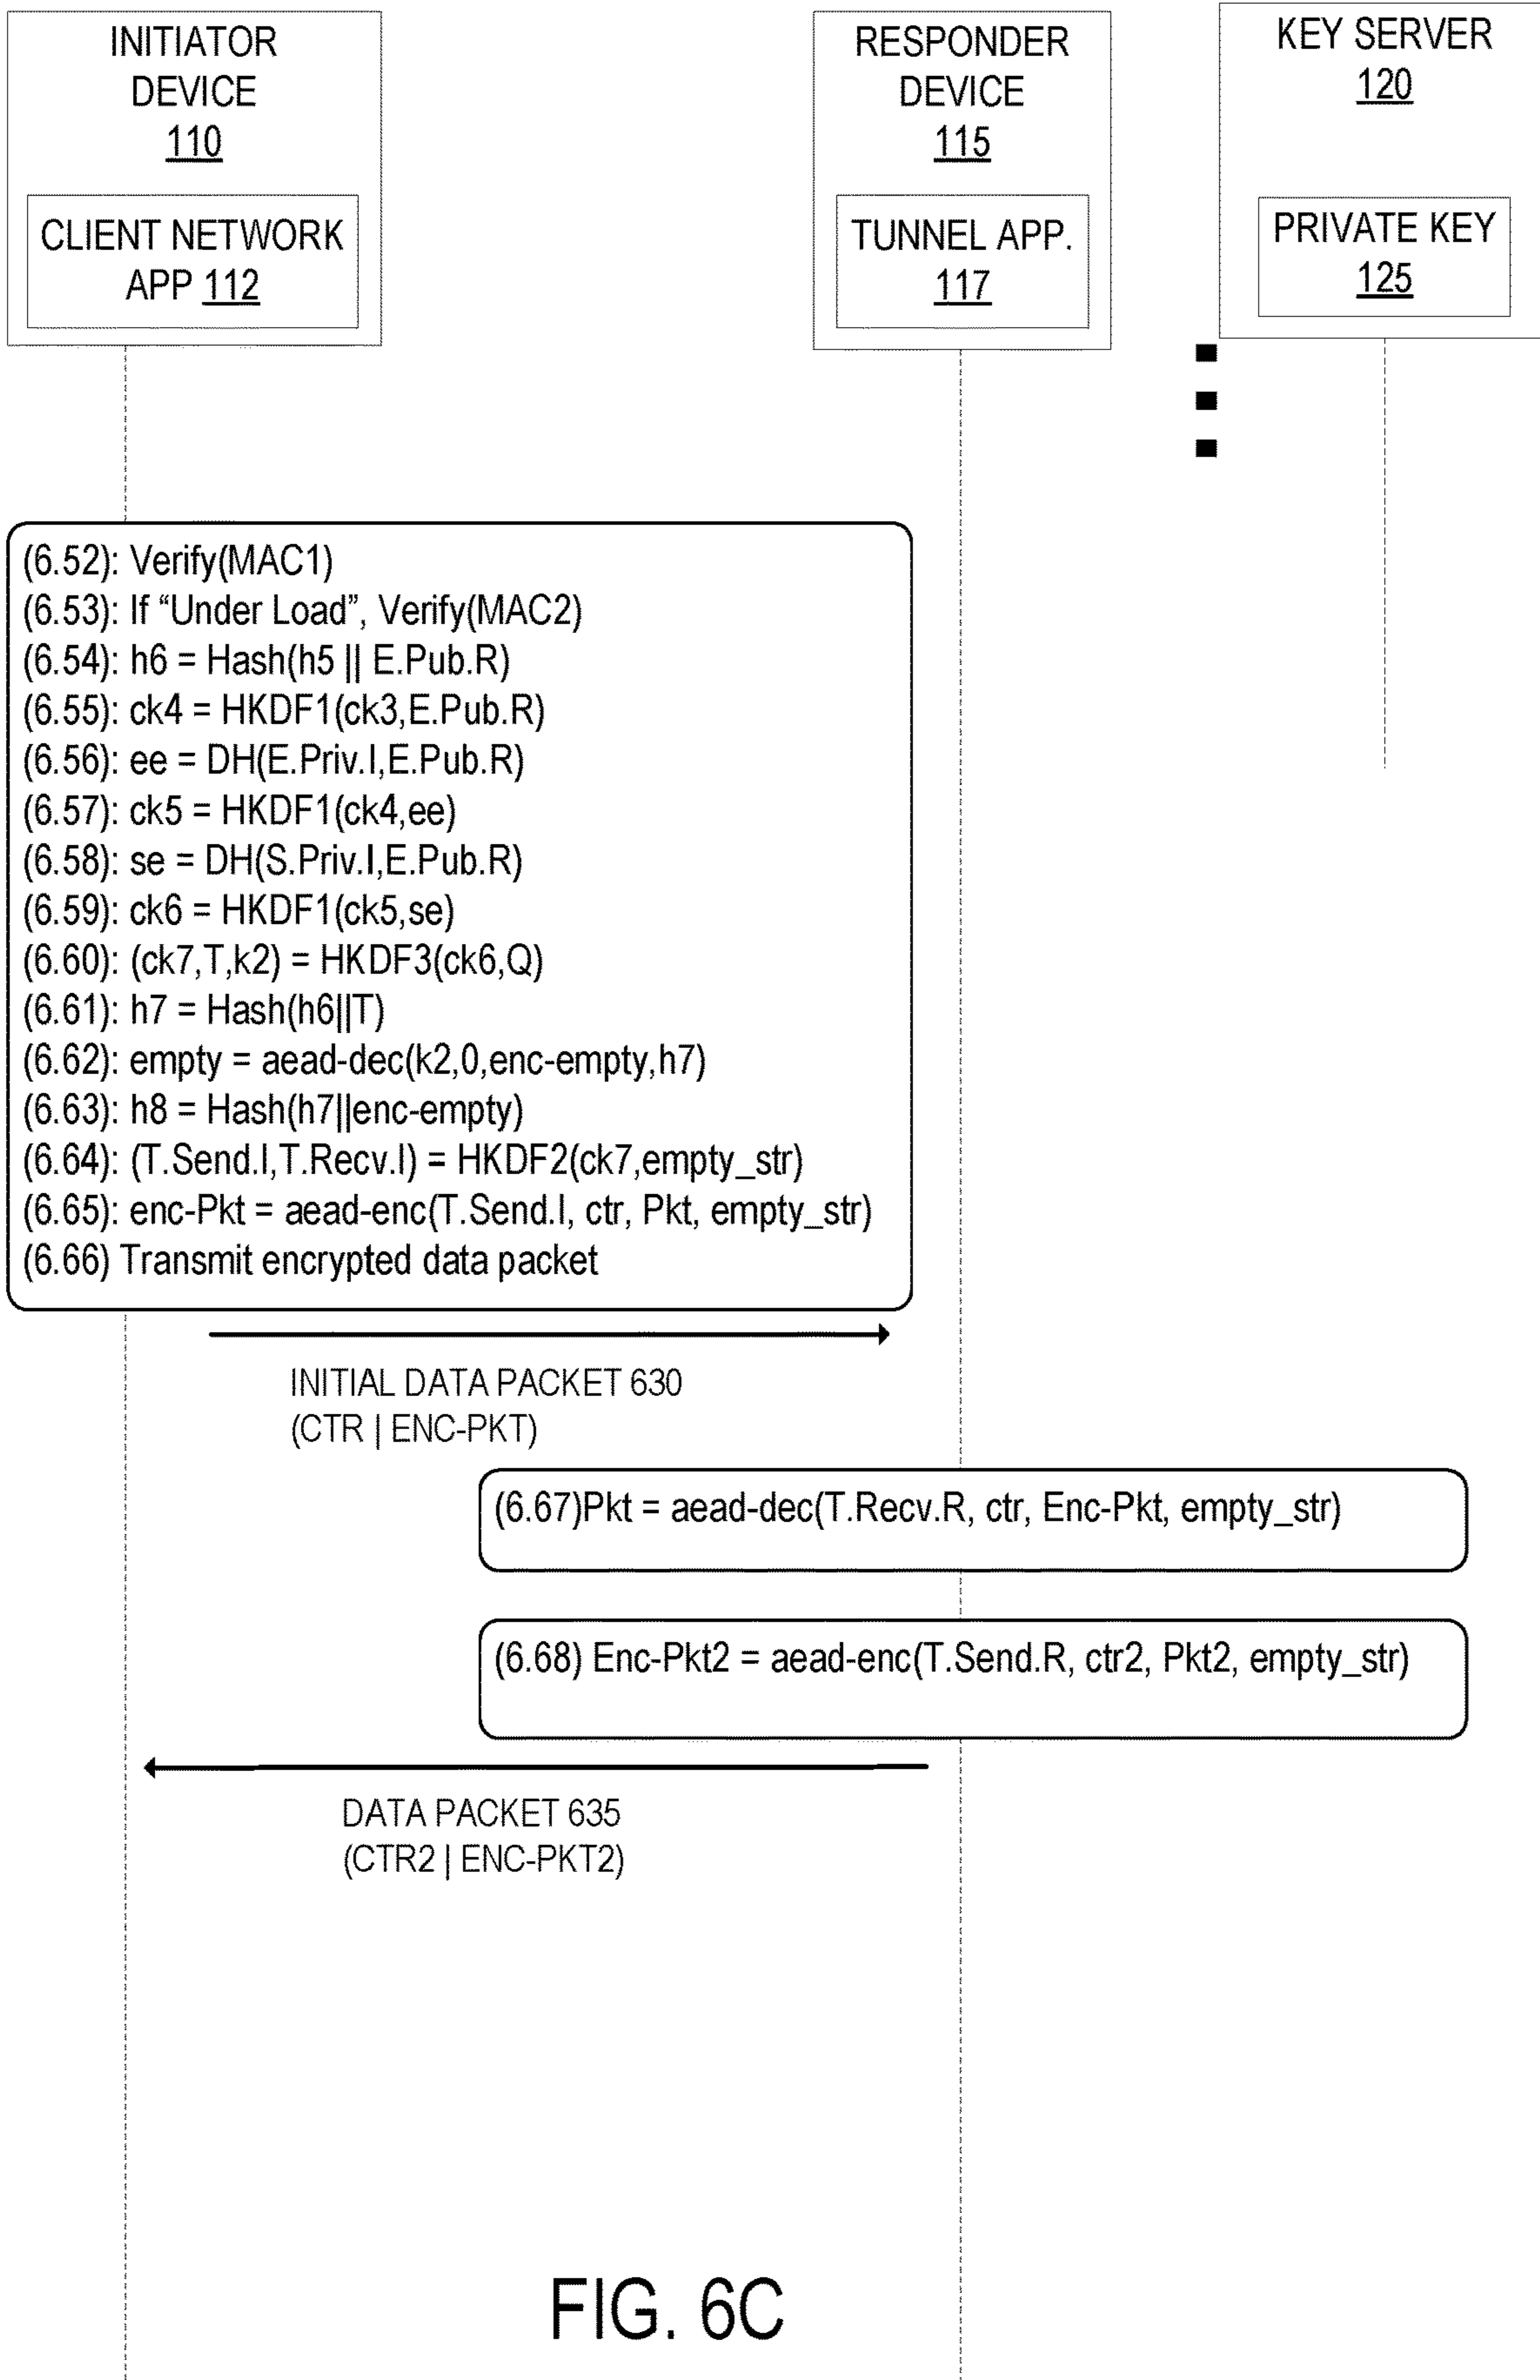 INITIATOR
DEVICE
110
CLIENT NETWORK
APP 112
RESPONDER
DEVICE
115
TUNNEL APP.
117
KEY SERVER
120
PRIVATE KEY
125
(6.52): Verify(MAC1)
(6.53): If “Under Load”, Verify(MAC2)
(6.54): h6 = Hash(h5 || E.Pub.R)
(6.55): ck4 = HKDF1(ck3,E.Pub.R)
(6.56): ee = DH(E.Priv.I,E.Pub.R)
(6.57): ck5 = HKDF1(ck4,ee)
(6.58): se = DH(S.Priv.I,E.Pub.R)
(6.59): ck6 = HKDF1(ck5,se)
(6.60): (ck7,T,k2) = HKDF3(ck6,Q)
(6.61): h7 = Hash(h6||T)
(6.62): empty = aead-dec(k2,0,enc-empty,h7)
(6.63): h8 = Hash(h7||enc-empty)
(6.64): (T.Send.I,T.Recv.I) = HKDF2(ck7,empty_str)
(6.65): enc-Pkt = aead-enc(T.Send.I, ctr, Pkt, empty_str)
(6.66) Transmit encrypted data packet
INITIAL DATA PACKET 630
(CTR | ENC-PKT)
(6.67)Pkt = aead-dec(T.Recv.R, ctr, Enc-Pkt, empty_str)
(6.68) Enc-Pkt2 = aead-enc(T.Send.R, ctr2, Pkt2, empty_str)
DATA PACKET 635
(CTR2 | ENC-PKT2)
FIG. 6C